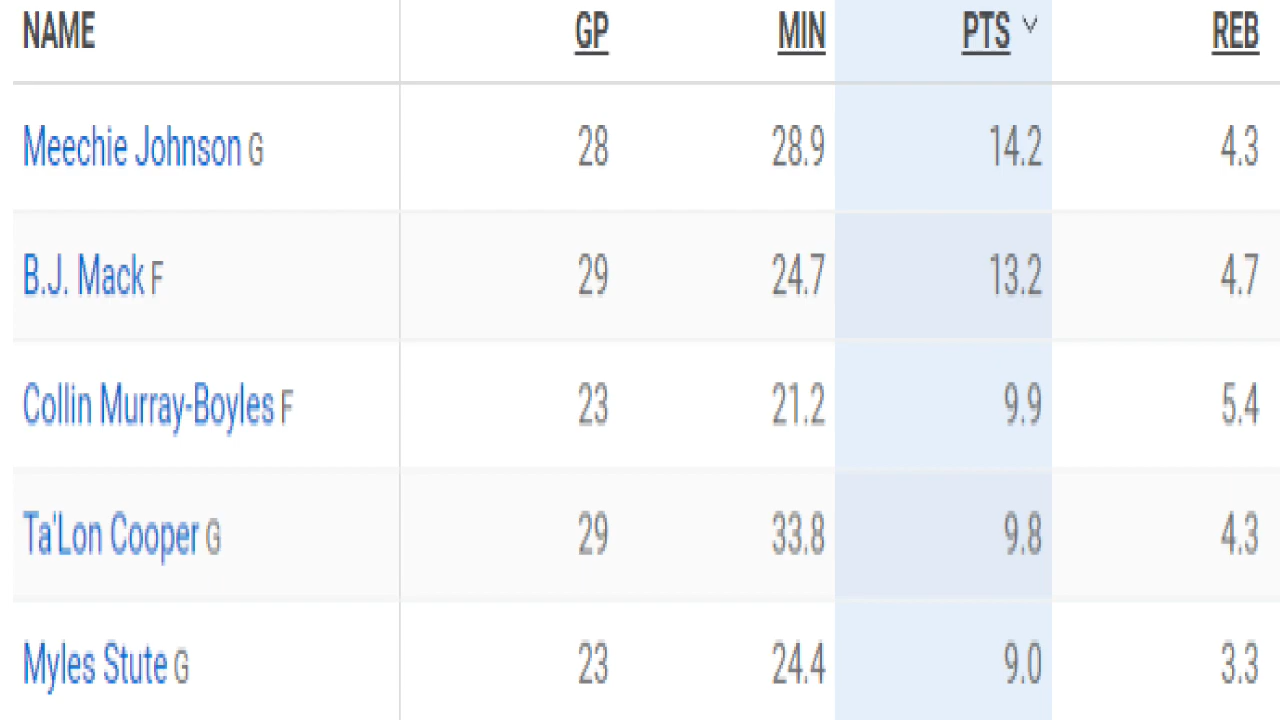 NAME GP MIN PTS REB
Meechie Johnson G 28 28.9 14.2 4.3
B.J. Mack F 29 24.7 13.2 4.7
Collin Murray-Boyles F 23 21.2 9.9 5.4
Ta'Lon Cooper G 29 33.8 9.8 4.3
Myles Stute G 23 24.4 9.0 3.3